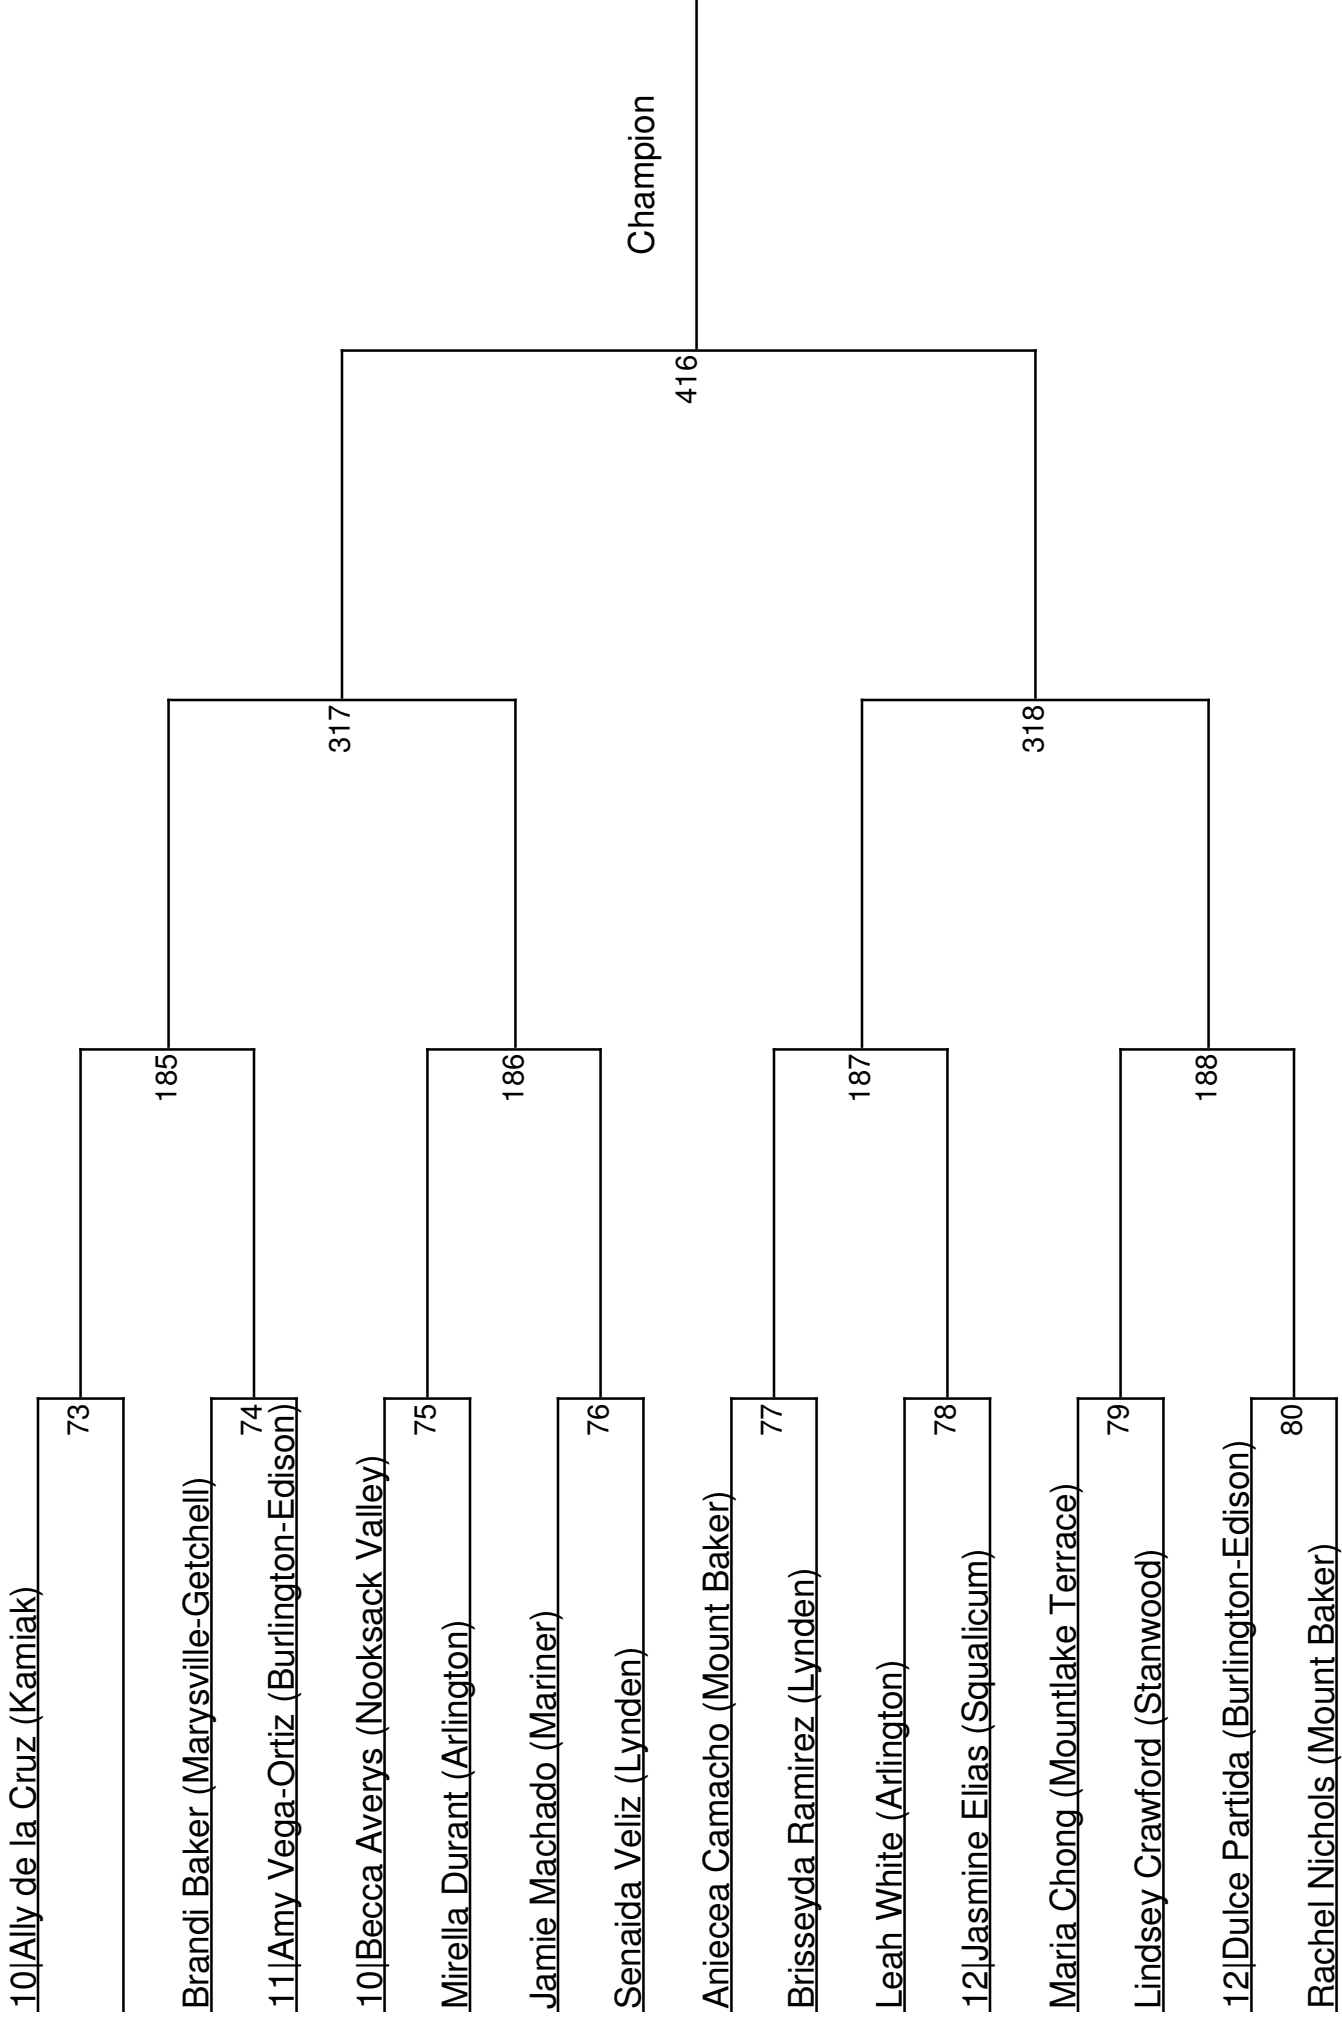 10|Ally de la Cruz (Kamiak)
73
Brandi Baker (Marysville-Getchell)
74
11|Amy Vega-Ortiz (Burlington-Edison)
10|Becca Averys (Nooksack Valley)
75
Mirella Durant (Arlington)
Jamie Machado (Mariner)
76
Senaida Veliz (Lynden)
Aniecea Camacho (Mount Baker)
77
Brisseyda Ramirez (Lynden)
Leah White (Arlington)
78
12|Jasmine Elias (Squalicum)
Maria Chong (Mountlake Terrace)
79
Lindsey Crawford (Stanwood)
12|Dulce Partida (Burlington-Edison)
80
Rachel Nichols (Mount Baker)
185
186
187
188
317
318
416
Champion